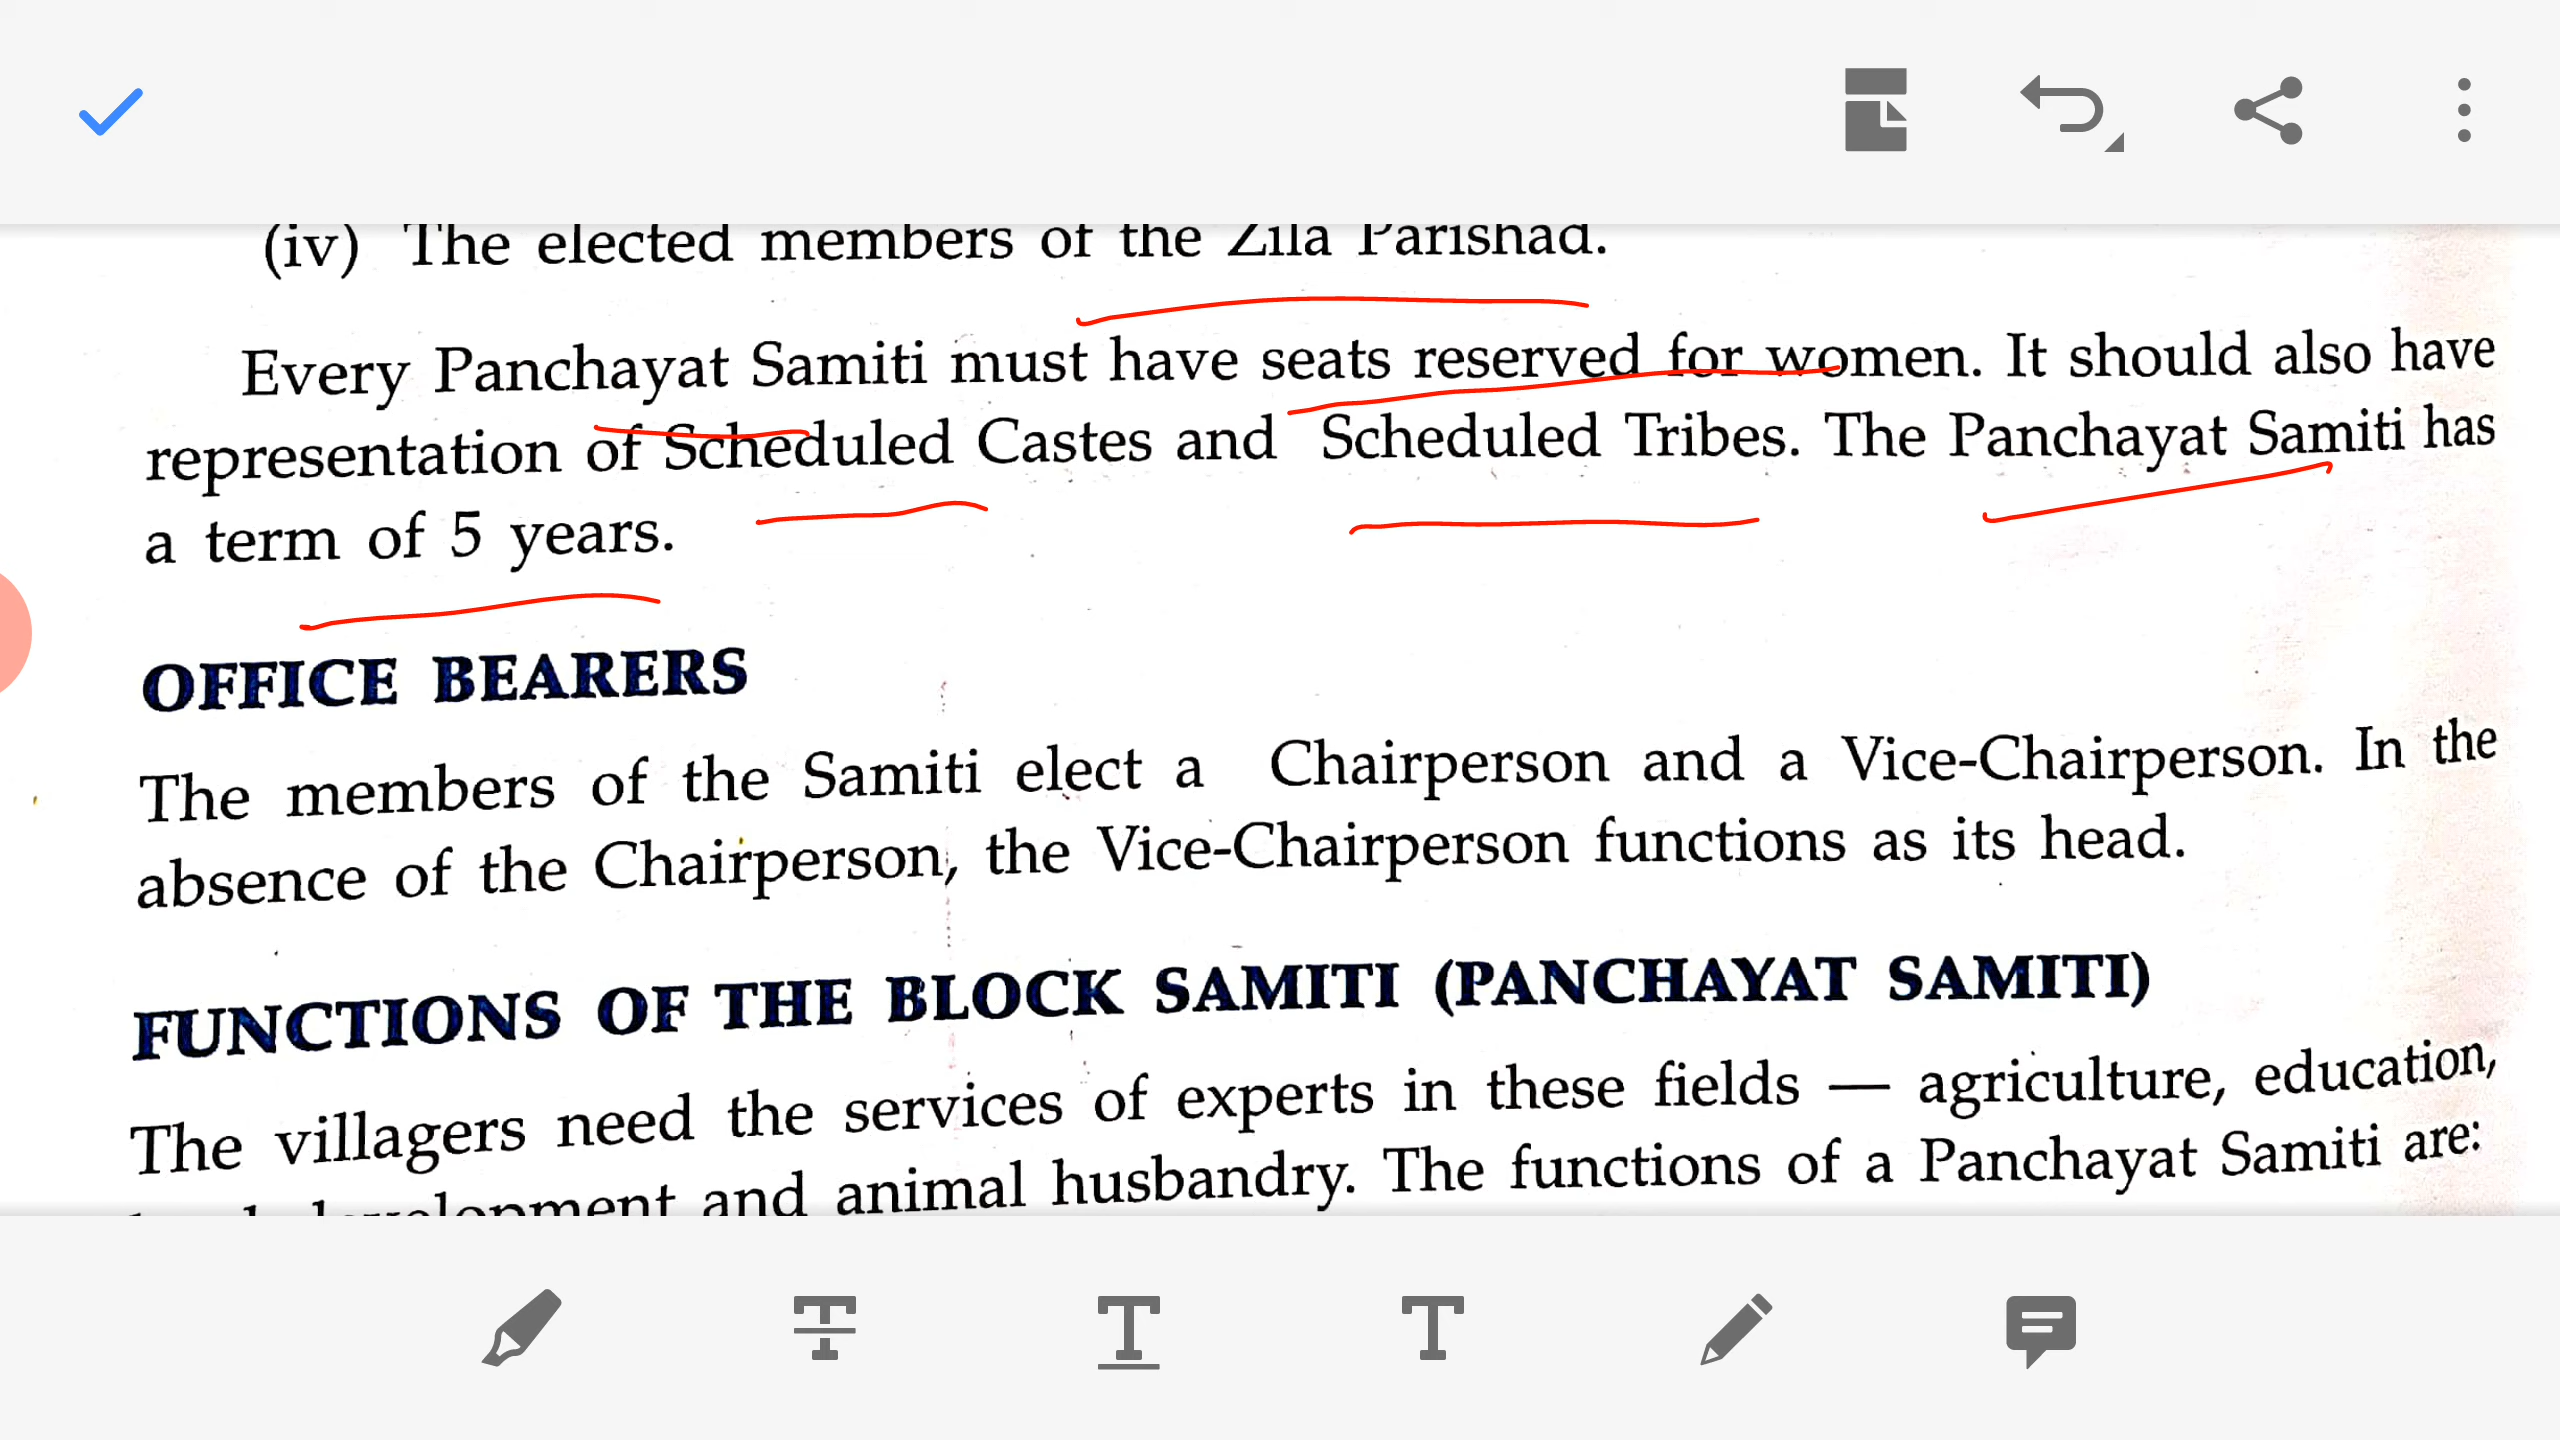 (iv) The elected members of the Zila Parishad.
Every Panchayat Samiti must have seats reserved for women. It should also have
representation of Scheduled Castes and Scheduled Tribes. The Panchayat Samiti has
a term of 5 years.
OFFICE BEARERS
The members of the Samiti elect a Chairperson and a Vice-Chairperson. In the
absence of the Chairperson, the Vice-Chairperson functions as its head.
FUNCTIONS OF THE BLOCK SAMITI (PANCHAYAT SAMITI)
The villagers need the services of experts in these fields — agriculture, education,
development and animal husbandry. The functions of a Panchayat Samiti are: